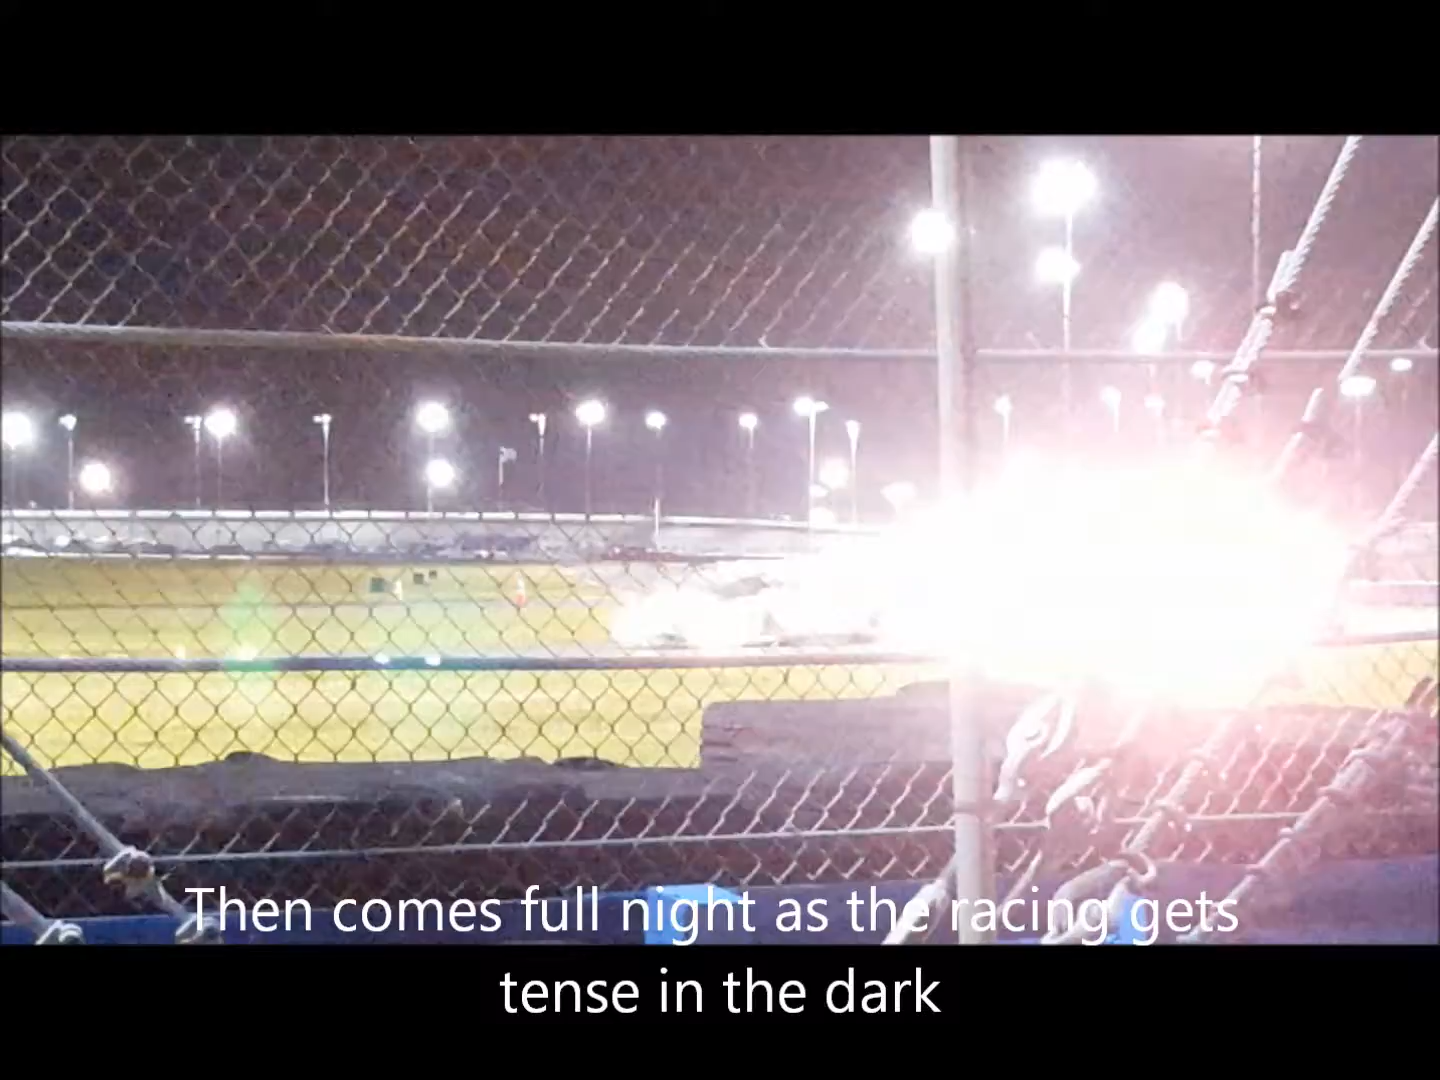 Then comes full night as the racing gets
tense in the dark